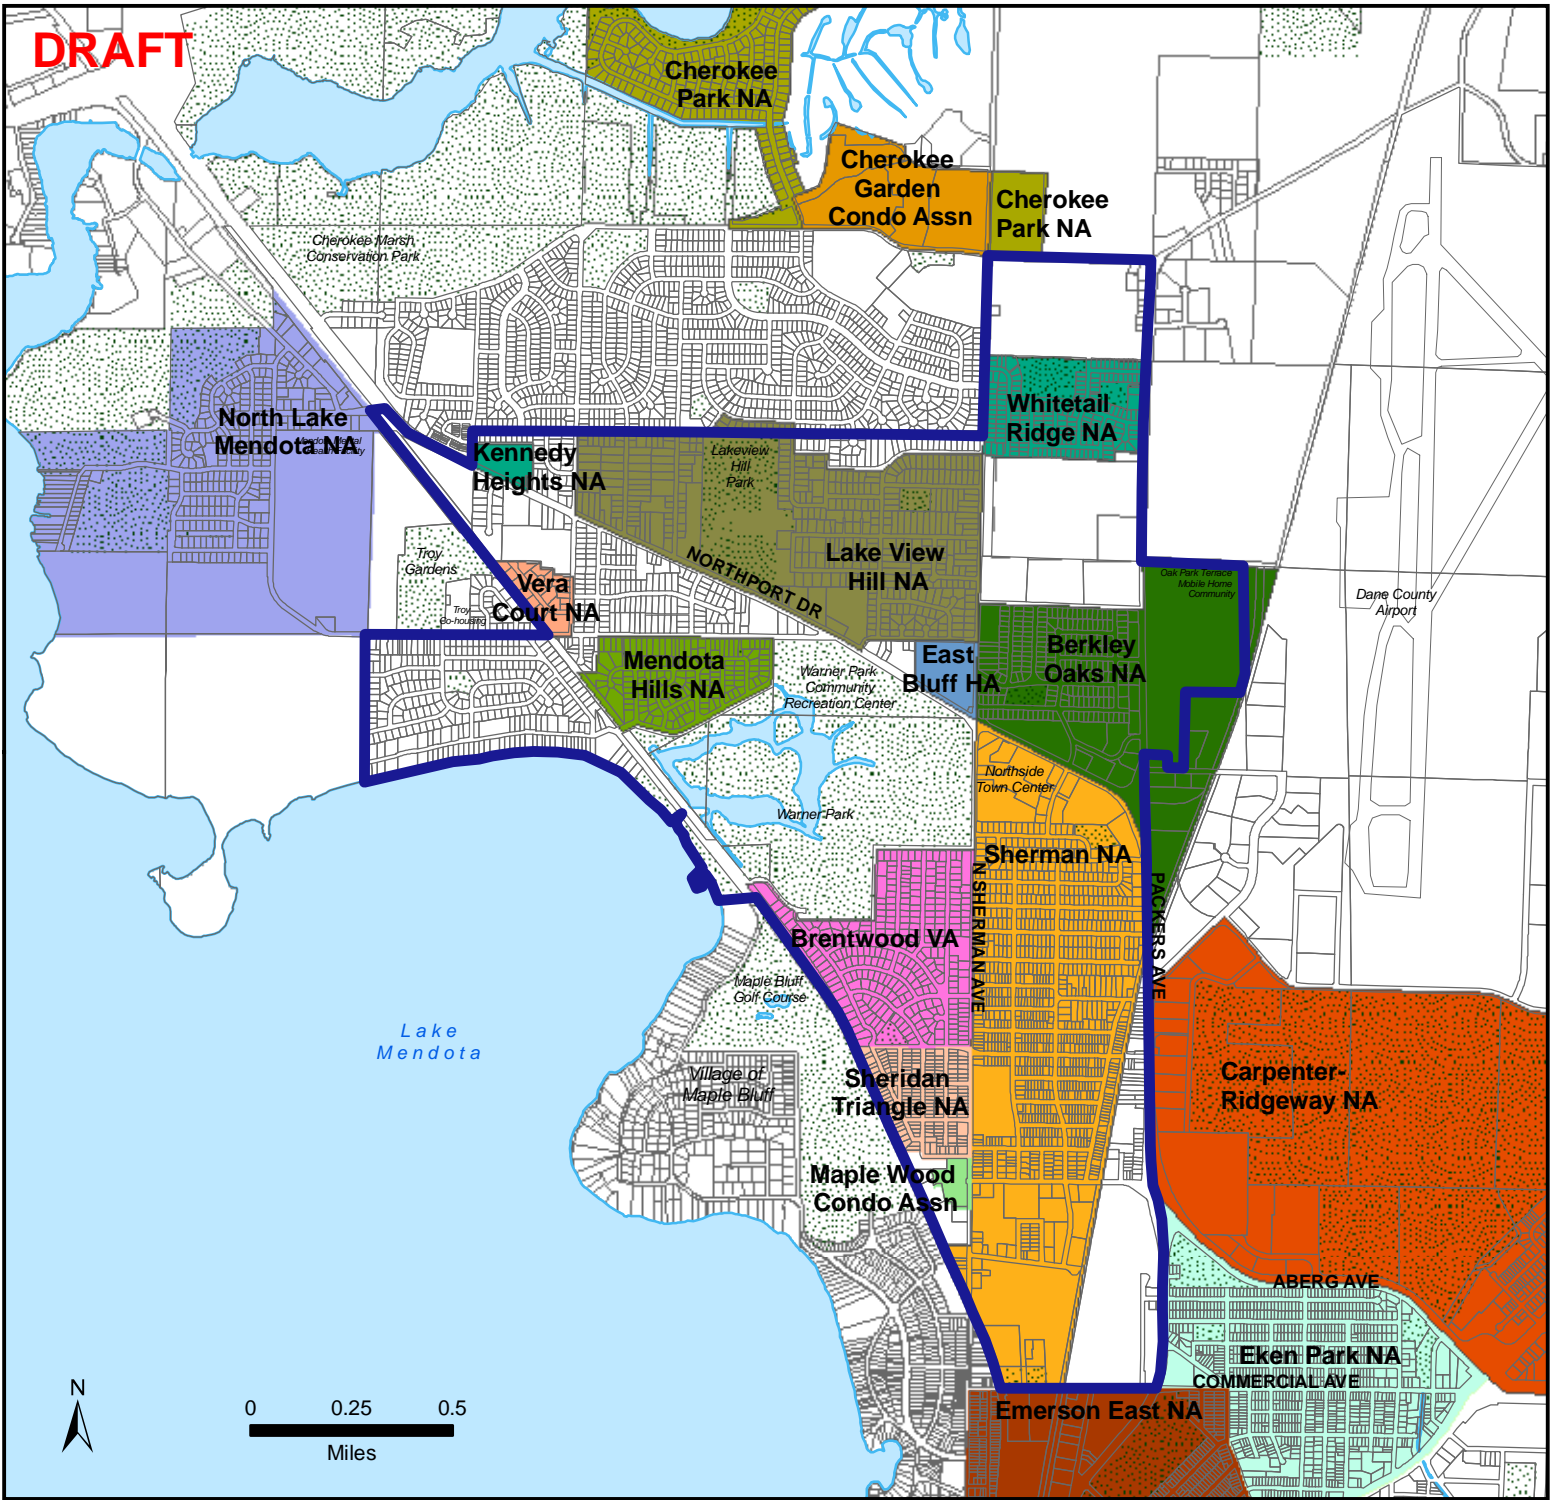 DRAFT
Cherokee
Park NA
Cherokee
Garden
Condo Assn
Cherokee
Park NA
Cherokee Marsh
Conservation Park
North Lake
Mendota NA
Mendota Mental
Health Facility
Kennedy
Heights NA
Lakeview
Hill
Park
Whitetail
Ridge NA
Lake View
Hill NA
NORTHPORT DR
Troy
Gardens
Troy
Co-housing
Vera
Court NA
Oak Park Terrace
Mobile Home
Community
Dane County
Airport
Mendota
Hills NA
East
Bluff HA
Berkley
Oaks NA
Warner Park
Community
Recreation Center
Northside
Town Center
Warner Park
Sherman NA
N SHERMAN AVE
PACKERS AVE
Brentwood VA
Maple Bluff
Golf Course
Lake
Mendota
Village of
Maple Bluff
Sheridan
Triangle NA
Carpenter-
Ridgeway NA
Maple Wood
Condo Assn
ABERG AVE
Eken Park NA
COMMERCIAL AVE
Emerson East NA
N
0 0.25 0.5
Miles